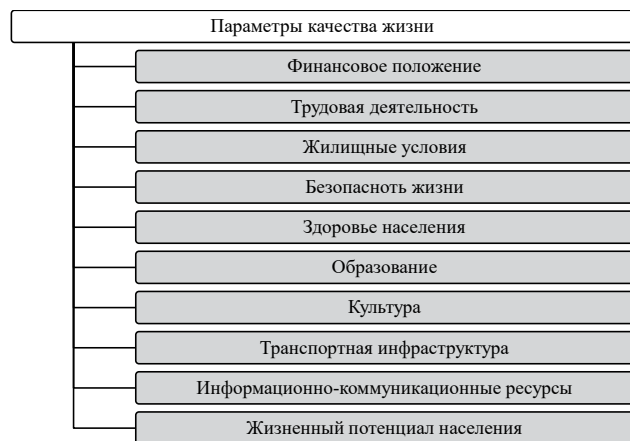 Параметры качества жизни
Финансовое положение
Трудовая деятельность
Жилищные условия
Безопасноть жизни
Здоровье населения
Образование
Культура
Транспортная инфраструктура
Информационно-коммуникационные ресурсы
Жизненный потенциал населения